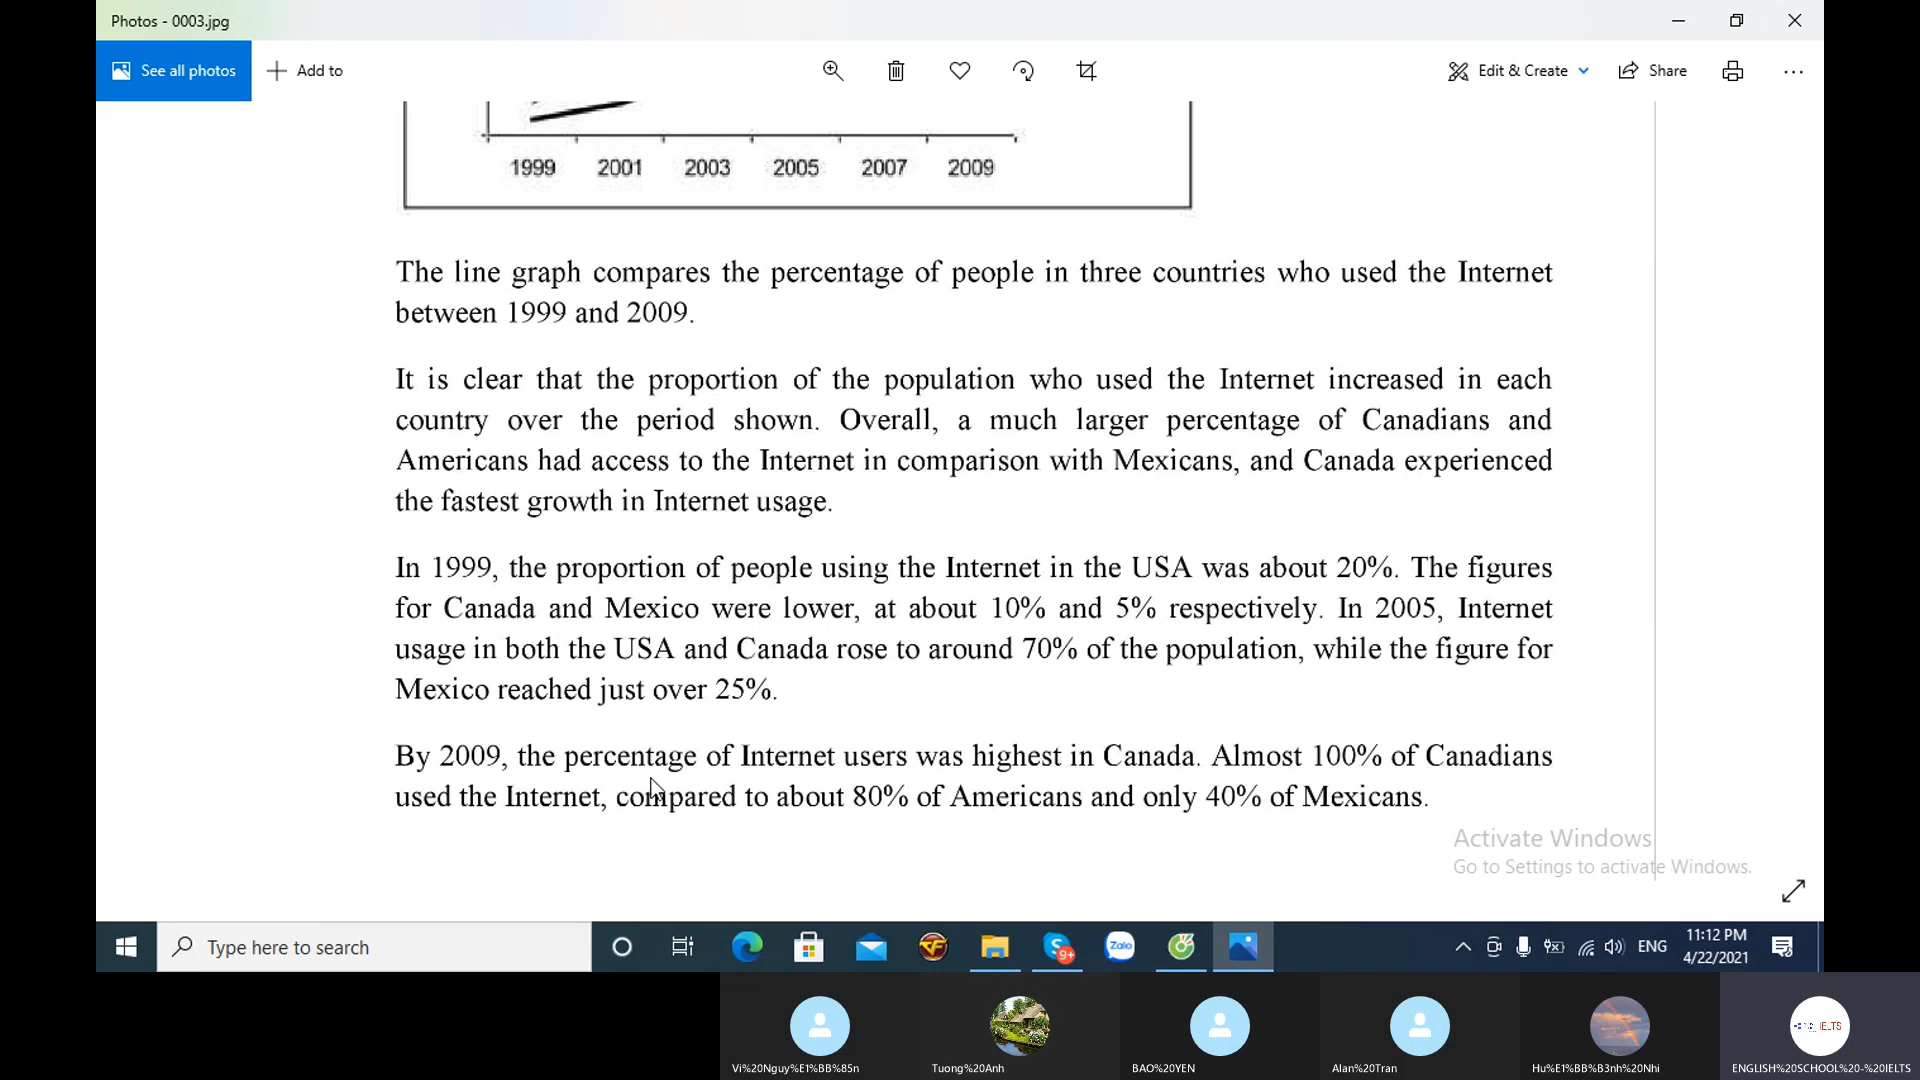 Photos - 0003.jpg
See all photos
Add to
Edit & Create
Share
1999 2001 2003 2005 2007 2009
The line graph compares the percentage of people in three countries who used the Internet
between 1999 and 2009.
It is clear that the proportion of the population who used the Internet increased in each
country over the period shown. Overall, a much larger percentage of Canadians and
Americans had access to the Internet in comparison with Mexicans, and Canada experienced
the fastest growth in Internet usage.
In 1999, the proportion of people using the Internet in the USA was about 20%. The figures
for Canada and Mexico were lower, at about 10% and 5% respectively. In 2005, Internet
usage in both the USA and Canada rose to around 70% of the population, while the figure for
Mexico reached just over 25%.
By 2009, the percentage of Internet users was highest in Canada. Almost 100% of Canadians
used the Internet, compared to about 80% of Americans and only 40% of Mexicans.
Activate Windows
Go to Settings to activate Windows.
Type here to search
9+
Zalo
ENG
11:12 PM
4/22/2021
IELTS
Vi%20Nguy%E1%BB%85n
Tuong%20Anh
BAO%20YEN
Alan%20Tran
Hu%E1%BB%B3nh%20Nhi
ENGLISH%20SCHOOL%20-%20IELTS